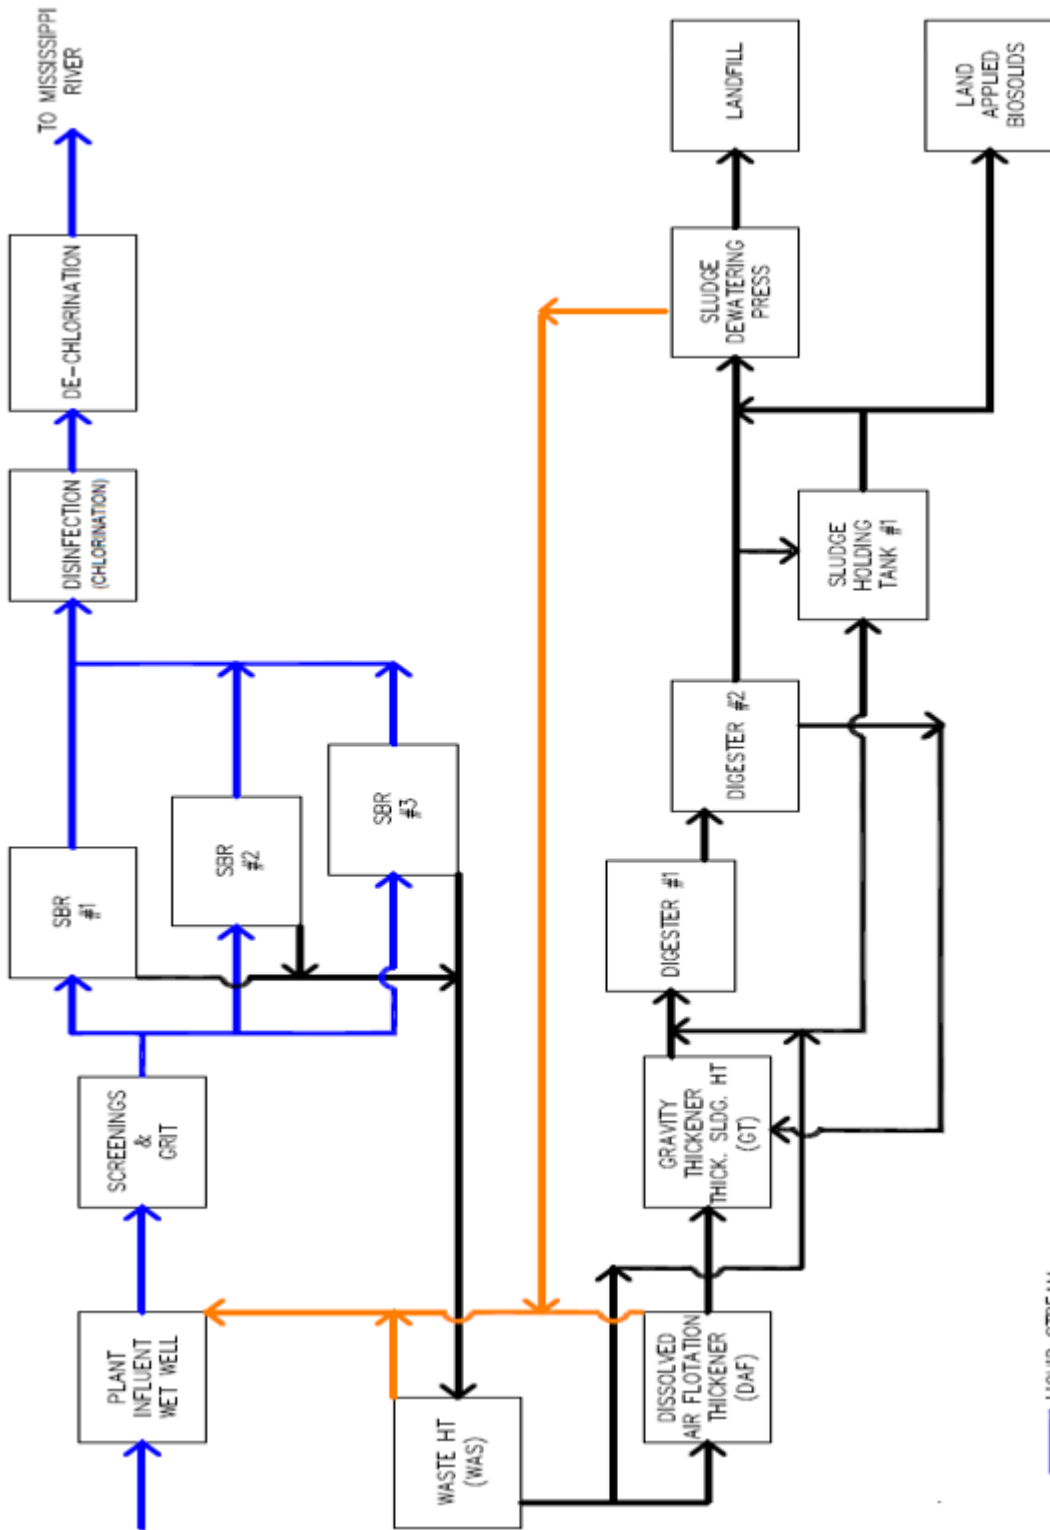 PLANT
INFLUENT
WET WELL
SCREENINGS
&
GRIT
SBR
#1
SBR
#2
SBR
#3
DISINFECTION
(CHLORINATION)
DE-CHLORINATION
TO MISSISSIPPI
RIVER
WASTE HT
(WAS)
DISSOLVED
AIR FLOTATION
THICKENER
(DAF)
GRAVITY
THICKENER
THICK. SLDG. HT
(GT)
DIGESTER #1
DIGESTER #2
SLUDGE
HOLDING
TANK #1
SLUDGE
DEWATERING
PRESS
LANDFILL
LAND
APPLIED
BIOSOLIDS